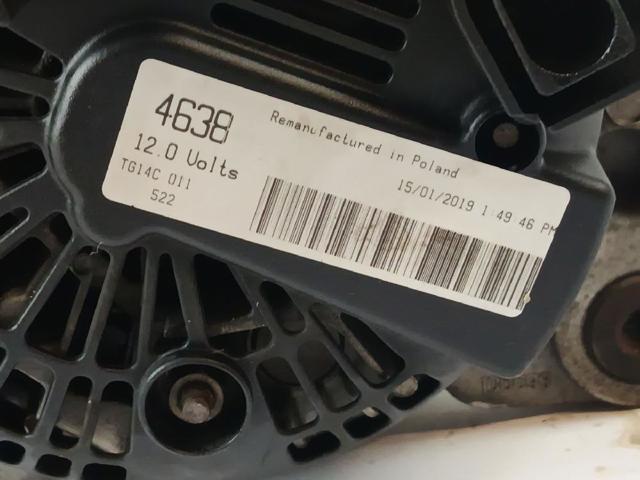 4638
12.0 Volts
TG14C 011
522
Remanufactured in Poland
15/01/2019 1:49 46 PM